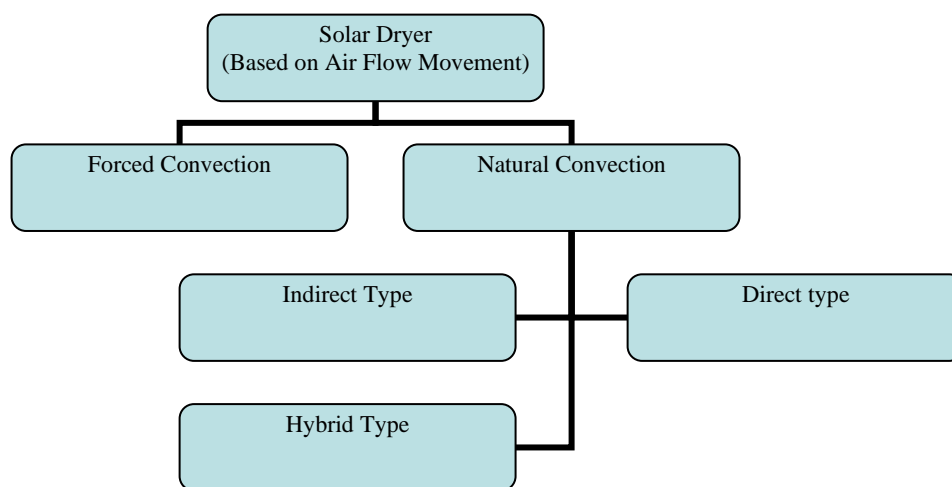 Solar Dryer
(Based on Air Flow Movement)
Forced Convection
Natural Convection
Indirect Type
Direct type
Hybrid Type